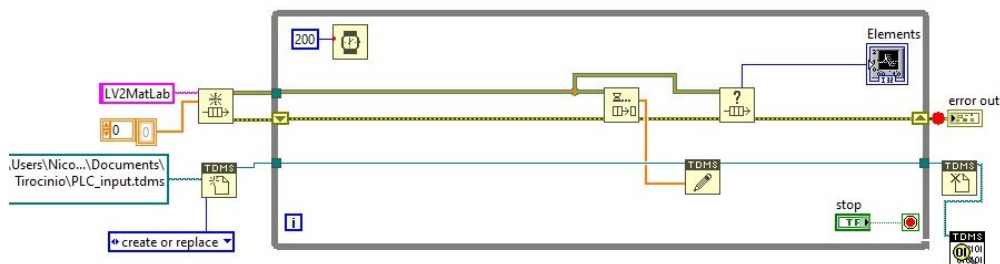 200
Elements
LV2MatLab
0 0
error out
\Users\Nico...\Documents\
Tirocinio\PLC_input.tdms
TDMS
TDMS
TDMS
stop
TF
i
create or replace
TDMS